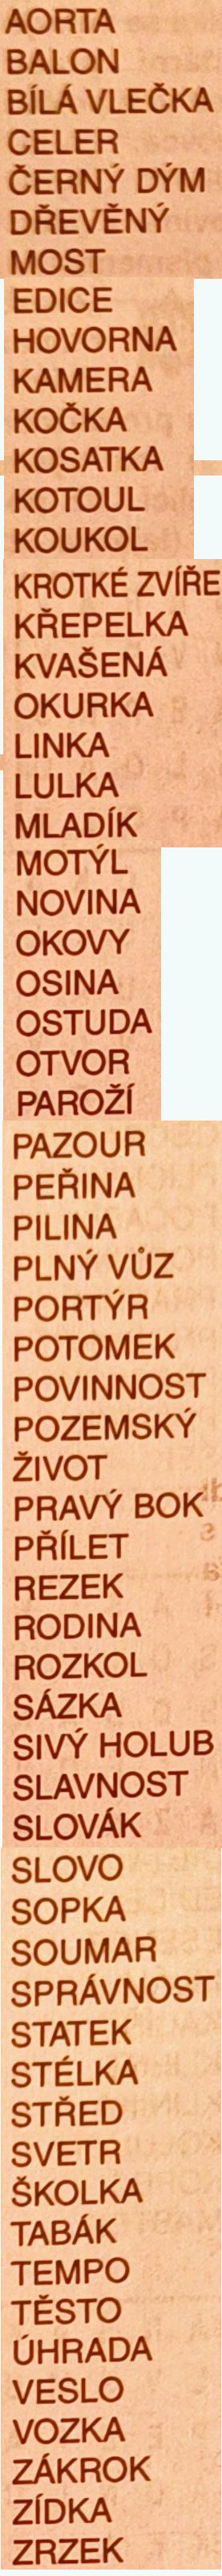 AORTA
BALON
BÍLÁ VLEČKA
CELER
ČERNÝ DÝM
DŘEVĚNÝ
MOST
EDICE
HOVORNA
KAMERA
KOČKA
KOSATKA
KOTOUL
KOUKOL
KROTKÉ ZVÍŘE
KŘEPELKA
KVAŠENÁ
OKURKA
LINKA
LULKA
MLADÍK
MOTÝL
NOVINA
OKOVY
OSINA
OSTUDA
OTVOR
PAROŽÍ
PAZOUR
PEŘINA
PILINA
PLNÝ VŮZ
PORTÝR
POTOMEK
POVINNOST
POZEMSKÝ
ŽIVOT
PRAVÝ BOK
PŘÍLET
REZEK
RODINA
ROZKOL
SÁZKA
SIVÝ HOLUB
SLAVNOST
SLOVÁK
SLOVO
SOPKA
SOUMAR
SPRÁVNOST
STATEK
STÉLKA
STŘED
SVETR
ŠKOLKA
TABÁK
TEMPO
TĚSTO
ÚHRADA
VESLO
VOZKA
ZÁKROK
ZÍDKA
ZRZEK